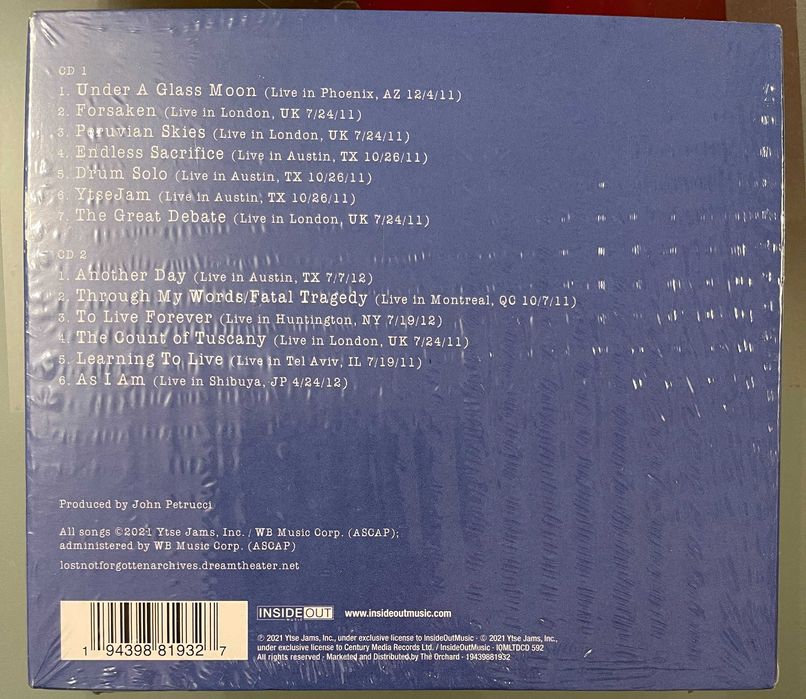 CD 1
1. Under A Glass Moon (Live in Phoenix, AZ 12/4/11)
2. Forsaken (Live in London, UK 7/24/11)
3. Peruvian Skies (Live in London, UK 7/24/11)
4. Endless Sacrifice (Live in Austin, TX 10/26/11)
5. Drum Solo (Live in Austin, TX 10/26/11)
6. YtseJam (Live in Austin, TX 10/26/11)
7. The Great Debate (Live in London, UK 7/24/11)
CD 2
1. Another Day (Live in Austin, TX 7/7/12)
2. Through My Words/Fatal Tragedy (Live in Montreal, QC 10/7/11)
3. To Live Forever (Live in Huntington, NY 7/19/12)
4. The Count of Tuscany (Live in London, UK 7/24/11)
5. Learning To Live (Live in Tel Aviv, IL 7/19/11)
6. As I Am (Live in Shibuya, JP 4/24/12)
Produced by John Petrucci
All songs ©2021 Ytse Jams, Inc. / WB Music Corp. (ASCAP);
administered by WB Music Corp. (ASCAP)
lostnotforgottenarchives.dreamtheater.net
INSIDEOUT MUSIC www.insideoutmusic.com
℗ 2021 Ytse Jams, Inc., under exclusive license to InsideOutMusic · © 2021 Ytse Jams, Inc.,
under exclusive license to Century Media Records Ltd. / InsideOutMusic · IOMLTDCD 592
All rights reserved · Marketed and Distributed by The Orchard · 19439881932
1 94398 81932 7